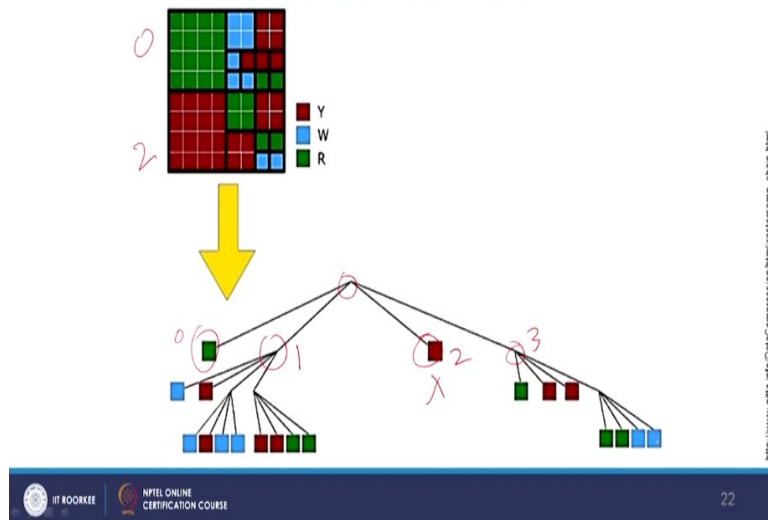 0
Y
W
2
R
0
1
2
3
X
IIT ROORKEE
NPTEL ONLINE
CERTIFICATION COURSE
22